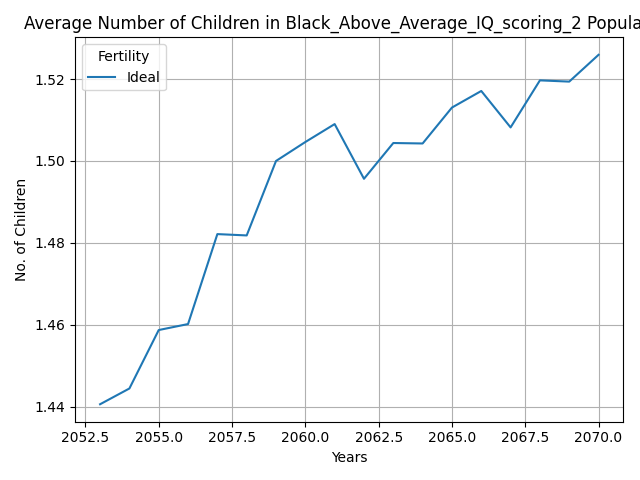 Average Number of Children in Black_Above_Average_IQ_scoring_2 Popula
Fertility
Ideal
1.52
1.50
1.48
1.46
1.44
No. of Children
2052.5 2055.0 2057.5 2060.0 2062.5 2065.0 2067.5 2070.0
Years